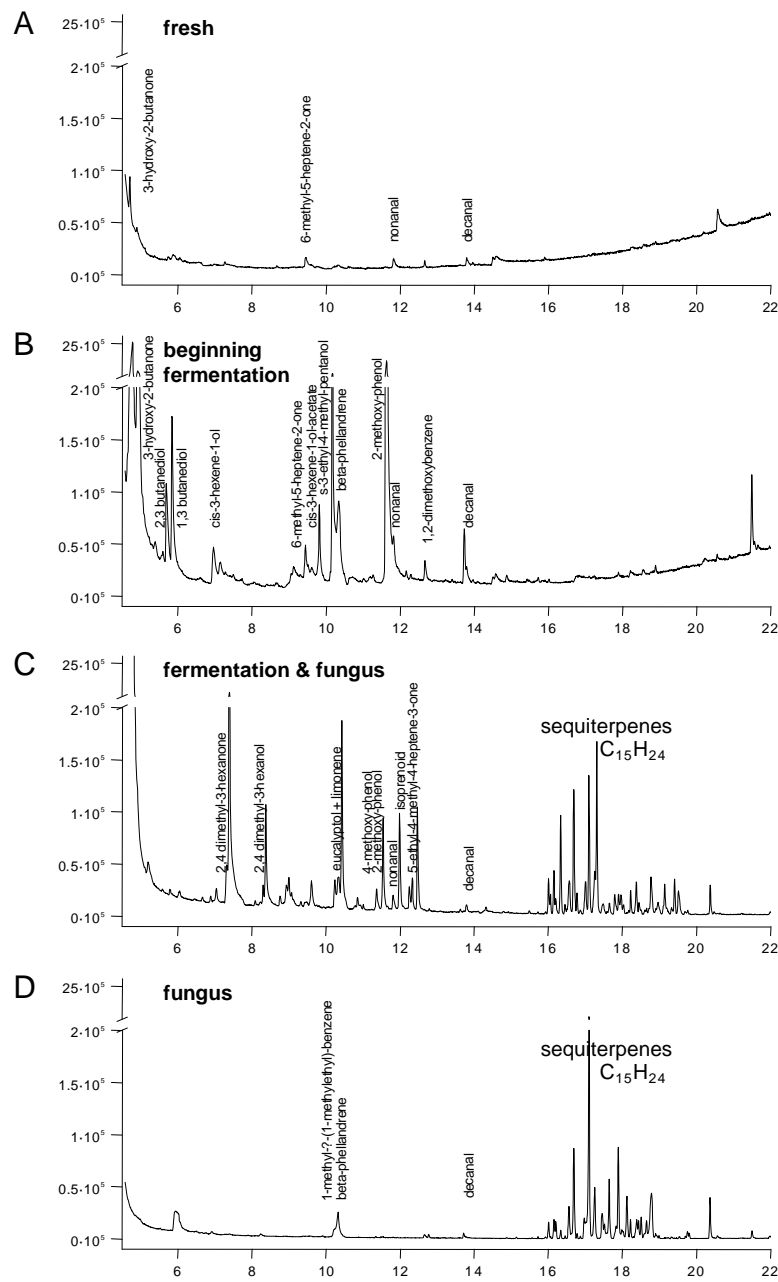 A
fresh
25·10⁵
2·10⁵
1.5·10⁵
1·10⁵
0.5·10⁵
0·10⁵
3-hydroxy-2-butanone
6-methyl-5-heptene-2-one
nonanal
decanal
6 8 10 12 14 16 18 20 22
B
beginning
fermentation
25·10⁵
2·10⁵
1.5·10⁵
1·10⁵
0.5·10⁵
0·10⁵
3-hydroxy-2-butanone
2,3 butanediol
1,3 butanediol
cis-3-hexene-1-ol
6-methyl-5-heptene-2-one
cis-3-hexene-1-ol-acetate
s-3-ethyl-4-methyl-pentanol
beta-phellandrene
2-methoxy-phenol
nonanal
1,2-dimethoxybenzene
decanal
6 8 10 12 14 16 18 20 22
C
fermentation & fungus
25·10⁵
2·10⁵
1.5·10⁵
1·10⁵
0.5·10⁵
0·10⁵
2,4 dimethyl-3-hexanone
2,4 dimethyl-3-hexanol
eucalyptol + limonene
4-methoxy-phenol
2-methoxy-phenol
nonanal
isoprenoid
5-ethyl-4-methyl-4-heptene-3-one
decanal
sequiterpenes
C₁₅H₂₄
6 8 10 12 14 16 18 20 22
D
fungus
25·10⁵
2·10⁵
1.5·10⁵
1·10⁵
0.5·10⁵
0·10⁵
1-methyl-?-(1-methylethyl)-benzene
beta-phellandrene
decanal
sequiterpenes
C₁₅H₂₄
6 8 10 12 14 16 18 20 22